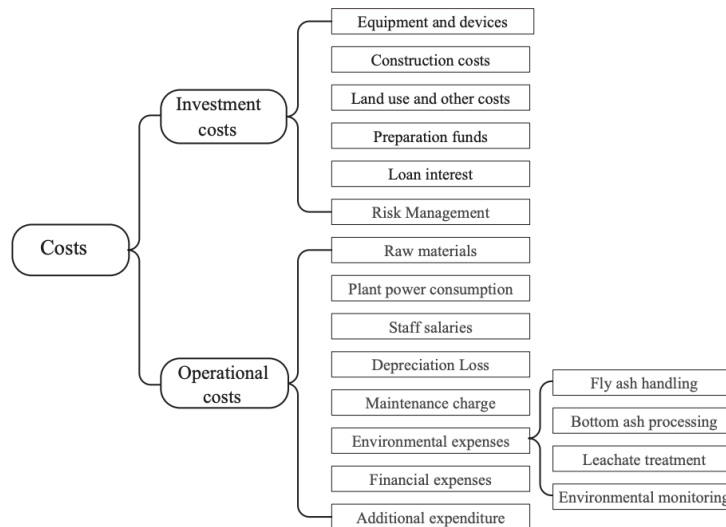 Costs
Investment
costs
Equipment and devices
Construction costs
Land use and other costs
Preparation funds
Loan interest
Risk Management
Operational
costs
Raw materials
Plant power consumption
Staff salaries
Depreciation Loss
Maintenance charge
Environmental expenses
Fly ash handling
Bottom ash processing
Leachate treatment
Environmental monitoring
Financial expenses
Additional expenditure